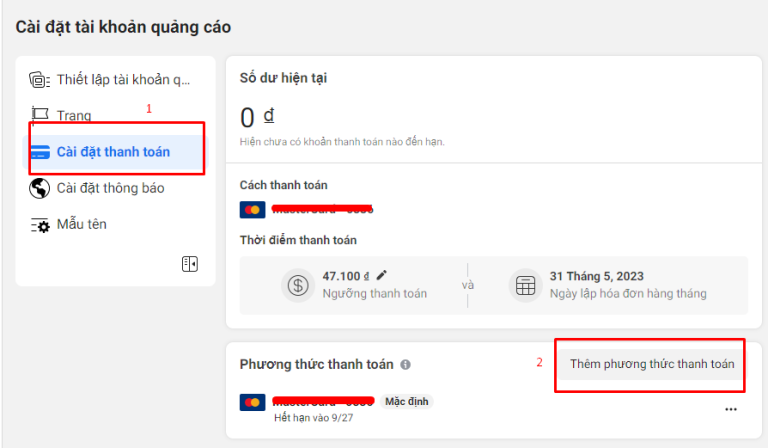 Cài đặt tài khoản quảng cáo
Thiết lập tài khoản q...
1
Trang
Cài đặt thanh toán
Cài đặt thông báo
Mẫu tên
Số dư hiện tại
0 ₫
Hiện chưa có khoản thanh toán nào đến hạn.
Cách thanh toán
Thời điểm thanh toán
47.100 ₫
Ngưỡng thanh toán
và
31 Tháng 5, 2023
Ngày lập hóa đơn hàng tháng
Phương thức thanh toán
2
Thêm phương thức thanh toán
Mặc định
Hết hạn vào 9/27